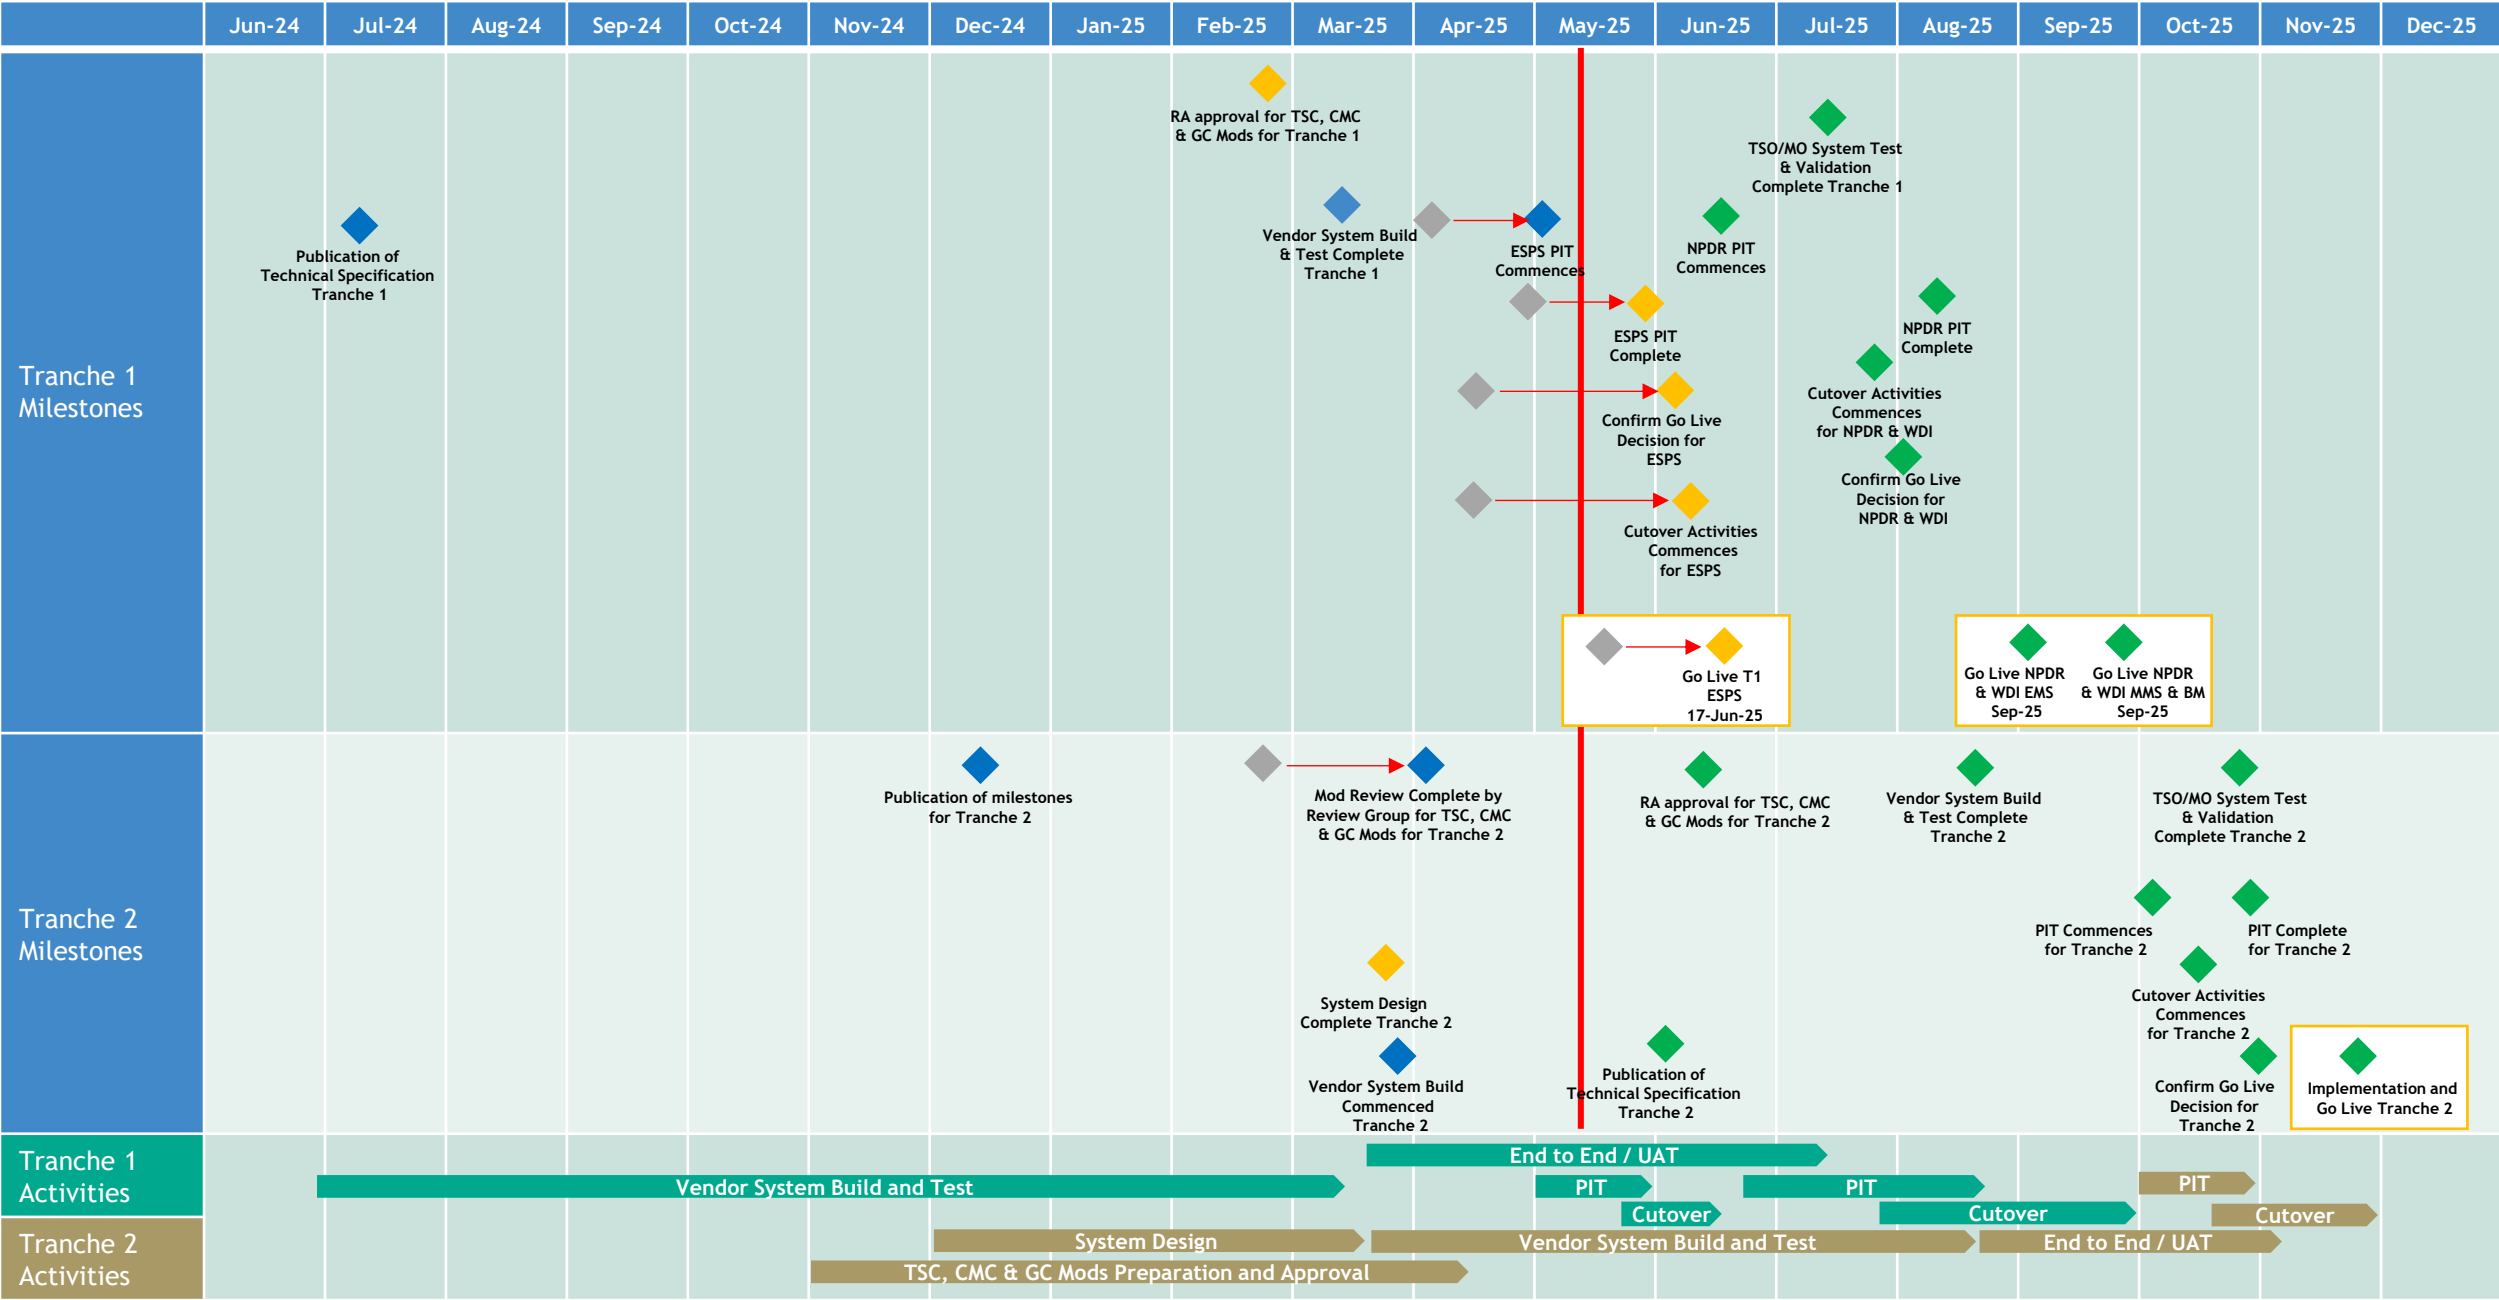 Jun-24 Jul-24 Aug-24 Sep-24 Oct-24 Nov-24 Dec-24 Jan-25 Feb-25 Mar-25 Apr-25 May-25 Jun-25 Jul-25 Aug-25 Sep-25 Oct-25 Nov-25 Dec-25
Tranche 1
Milestones
RA approval for TSC, CMC
& GC Mods for Tranche 1
TSO/MO System Test
& Validation
Complete Tranche 1
Publication of
Technical Specification
Tranche 1
Vendor System Build
& Test Complete
Tranche 1
ESPS PIT
Commences
NPDR PIT
Commences
ESPS PIT
Complete
NPDR PIT
Complete
Confirm Go Live
Decision for
ESPS
Cutover Activities
Commences
for NPDR & WDI
Confirm Go Live
Decision for
NPDR & WDI
Cutover Activities
Commences
for ESPS
Go Live T1
ESPS
17-Jun-25
Go Live NPDR
& WDI EMS
Sep-25
Go Live NPDR
& WDI MMS & BM
Sep-25
Tranche 2
Milestones
Publication of milestones
for Tranche 2
Mod Review Complete by
Review Group for TSC, CMC
& GC Mods for Tranche 2
RA approval for TSC, CMC
& GC Mods for Tranche 2
Vendor System Build
& Test Complete
Tranche 2
TSO/MO System Test
& Validation
Complete Tranche 2
PIT Commences
for Tranche 2
PIT Complete
for Tranche 2
System Design
Complete Tranche 2
Cutover Activities
Commences
for Tranche 2
Vendor System Build
Commenced
Tranche 2
Publication of
Technical Specification
Tranche 2
Confirm Go Live
Decision for
Tranche 2
Implementation and
Go Live Tranche 2
Tranche 1
Activities
End to End / UAT
Vendor System Build and Test
PIT
PIT
PIT
Cutover
Cutover
Cutover
Tranche 2
Activities
System Design
Vendor System Build and Test
End to End / UAT
TSC, CMC & GC Mods Preparation and Approval